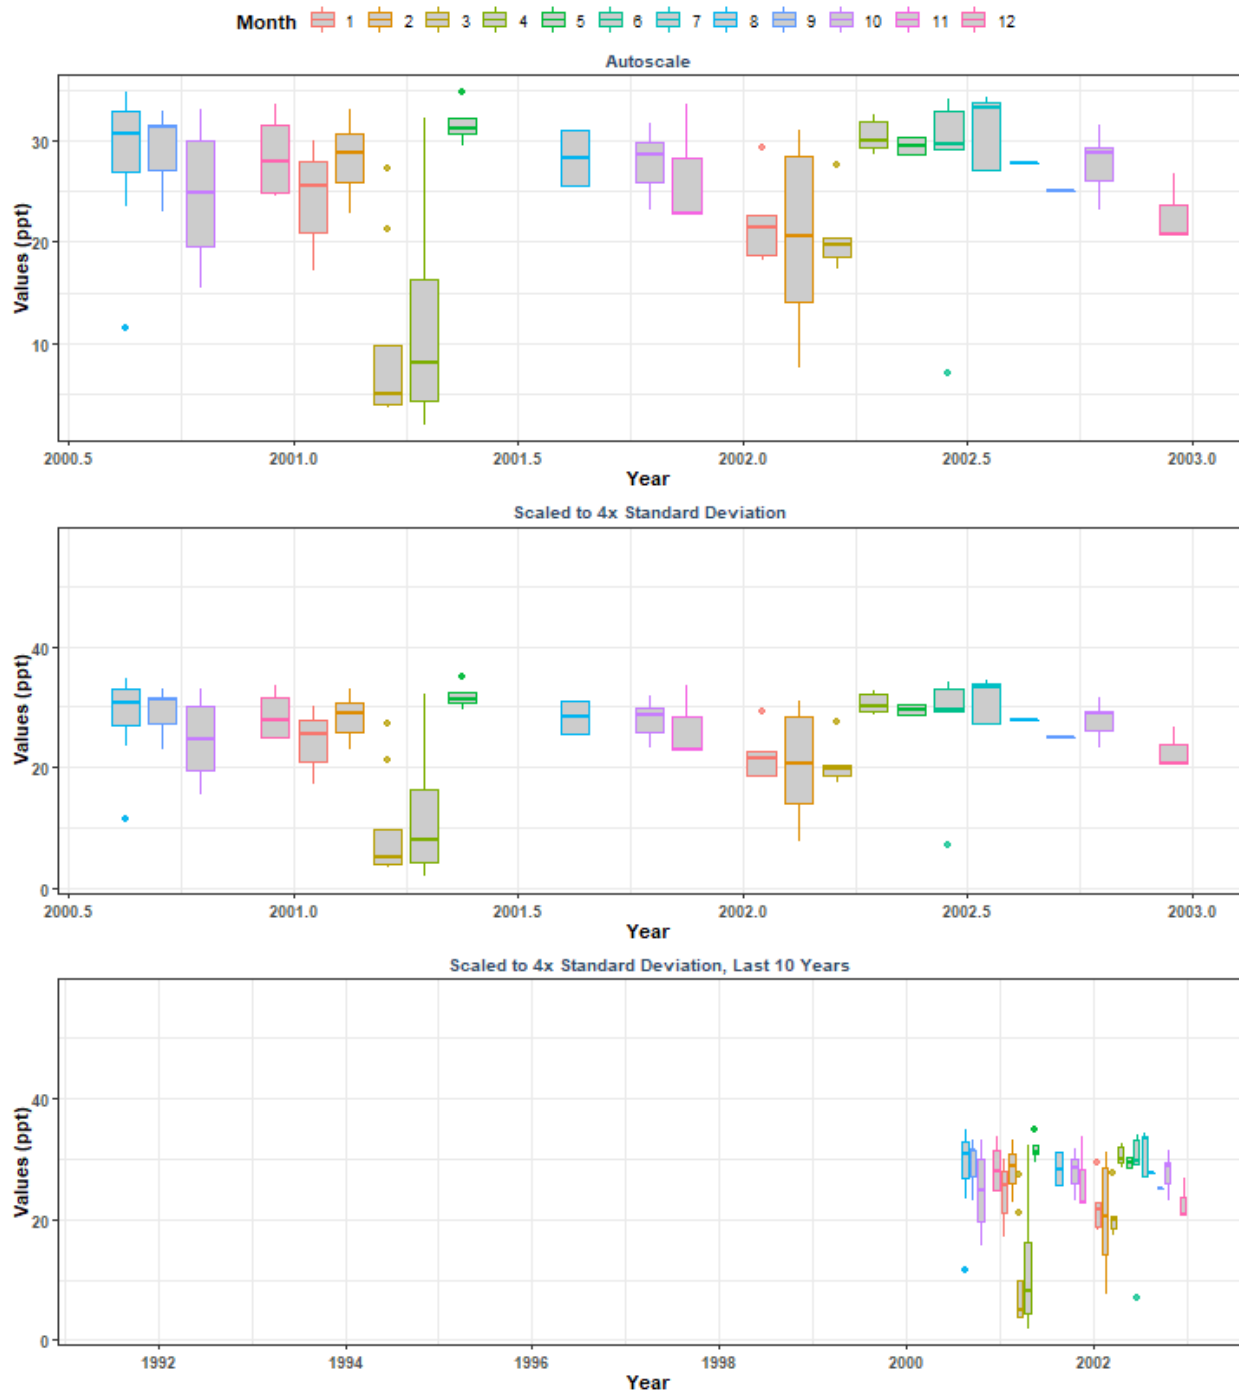 Month 1 2 3 4 5 6 7 8 9 10 11 12
Autoscale
Values (ppt)
30
20
10
2000.5 2001.0 2001.5 2002.0 2002.5 2003.0
Year
Scaled to 4x Standard Deviation
Values (ppt)
40
20
0
2000.5 2001.0 2001.5 2002.0 2002.5 2003.0
Year
Scaled to 4x Standard Deviation, Last 10 Years
Values (ppt)
40
20
0
1992 1994 1996 1998 2000 2002
Year